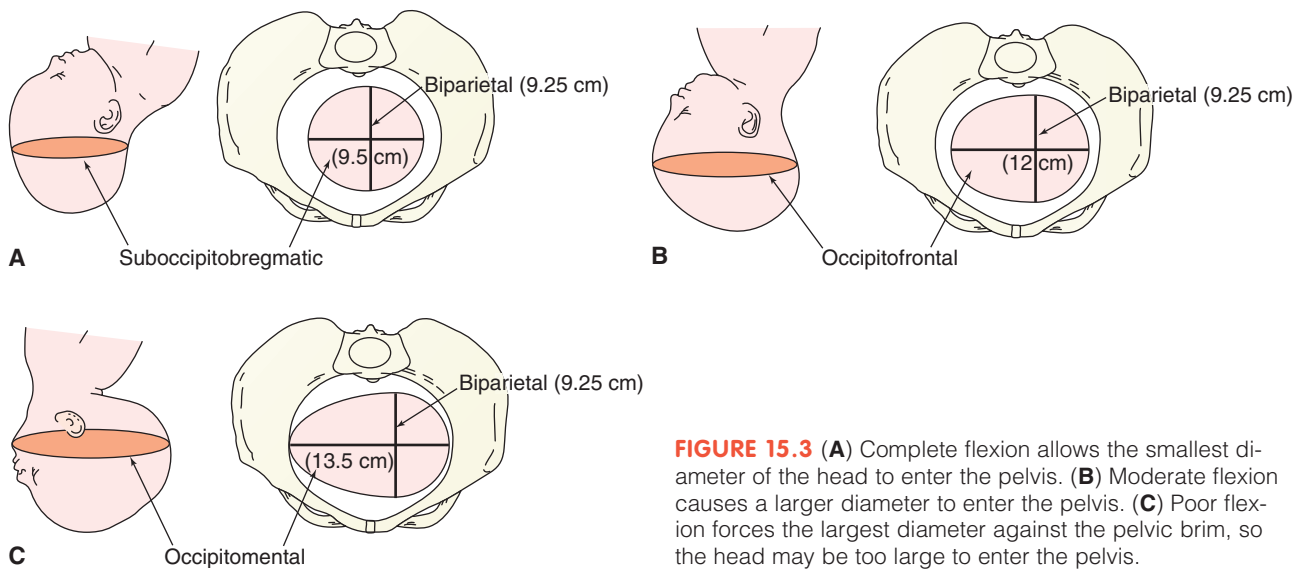 Biparietal (9.25 cm)
(9.5 cm)
A
Suboccipitobregmatic
Biparietal (9.25 cm)
(12 cm)
B
Occipitofrontal
Biparietal (9.25 cm)
(13.5 cm)
C
Occipitomental
FIGURE 15.3 (A) Complete flexion allows the smallest di-
ameter of the head to enter the pelvis. (B) Moderate flexion
causes a larger diameter to enter the pelvis. (C) Poor flex-
ion forces the largest diameter against the pelvic brim, so
the head may be too large to enter the pelvis.